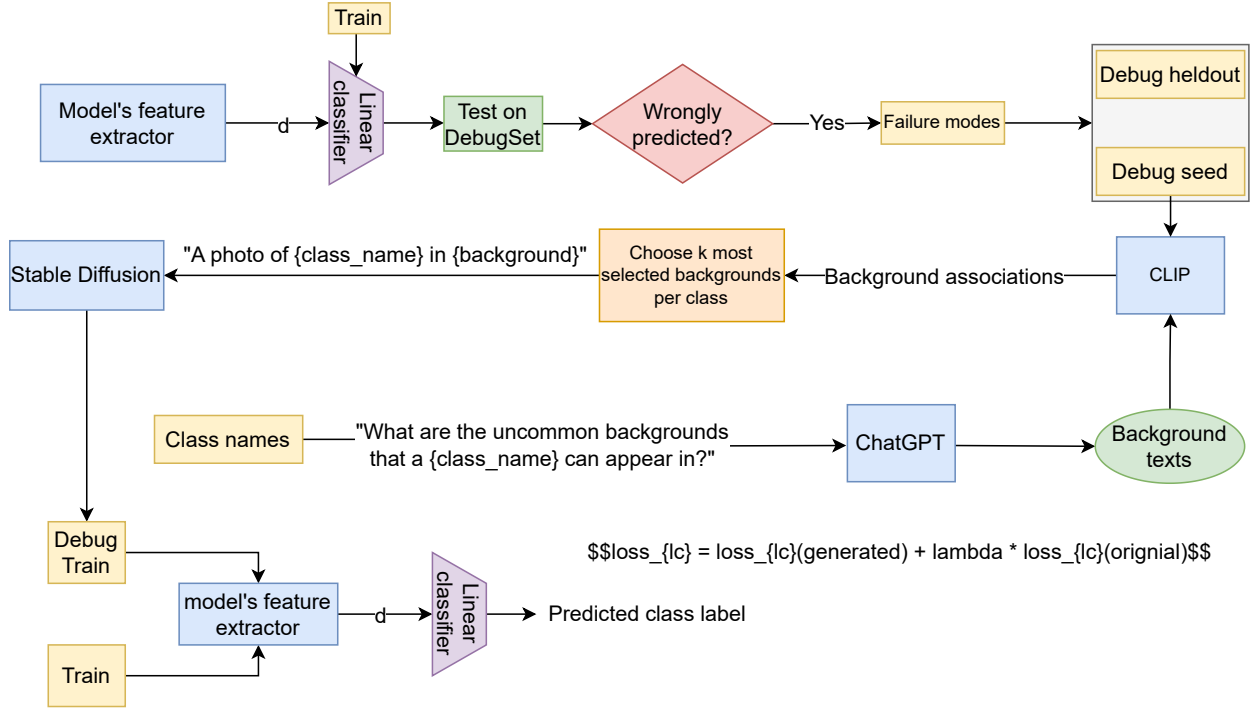 Train
Model's feature
extractor
d
Linear
classifier
Test on
DebugSet
Wrongly
predicted?
Yes
Failure modes
Debug heldout
Debug seed
Stable Diffusion
"A photo of {class_name} in {background}"
Choose k most
selected backgrounds
per class
Background associations
CLIP
Class names
"What are the uncommon backgrounds
that a {class_name} can appear in?"
ChatGPT
Background
texts
Debug
Train
$$loss_{lc} = loss_{lc}(generated) + lambda * loss_{lc}(orignial)$$
model's feature
extractor
d
Linear
classifier
Predicted class label
Train